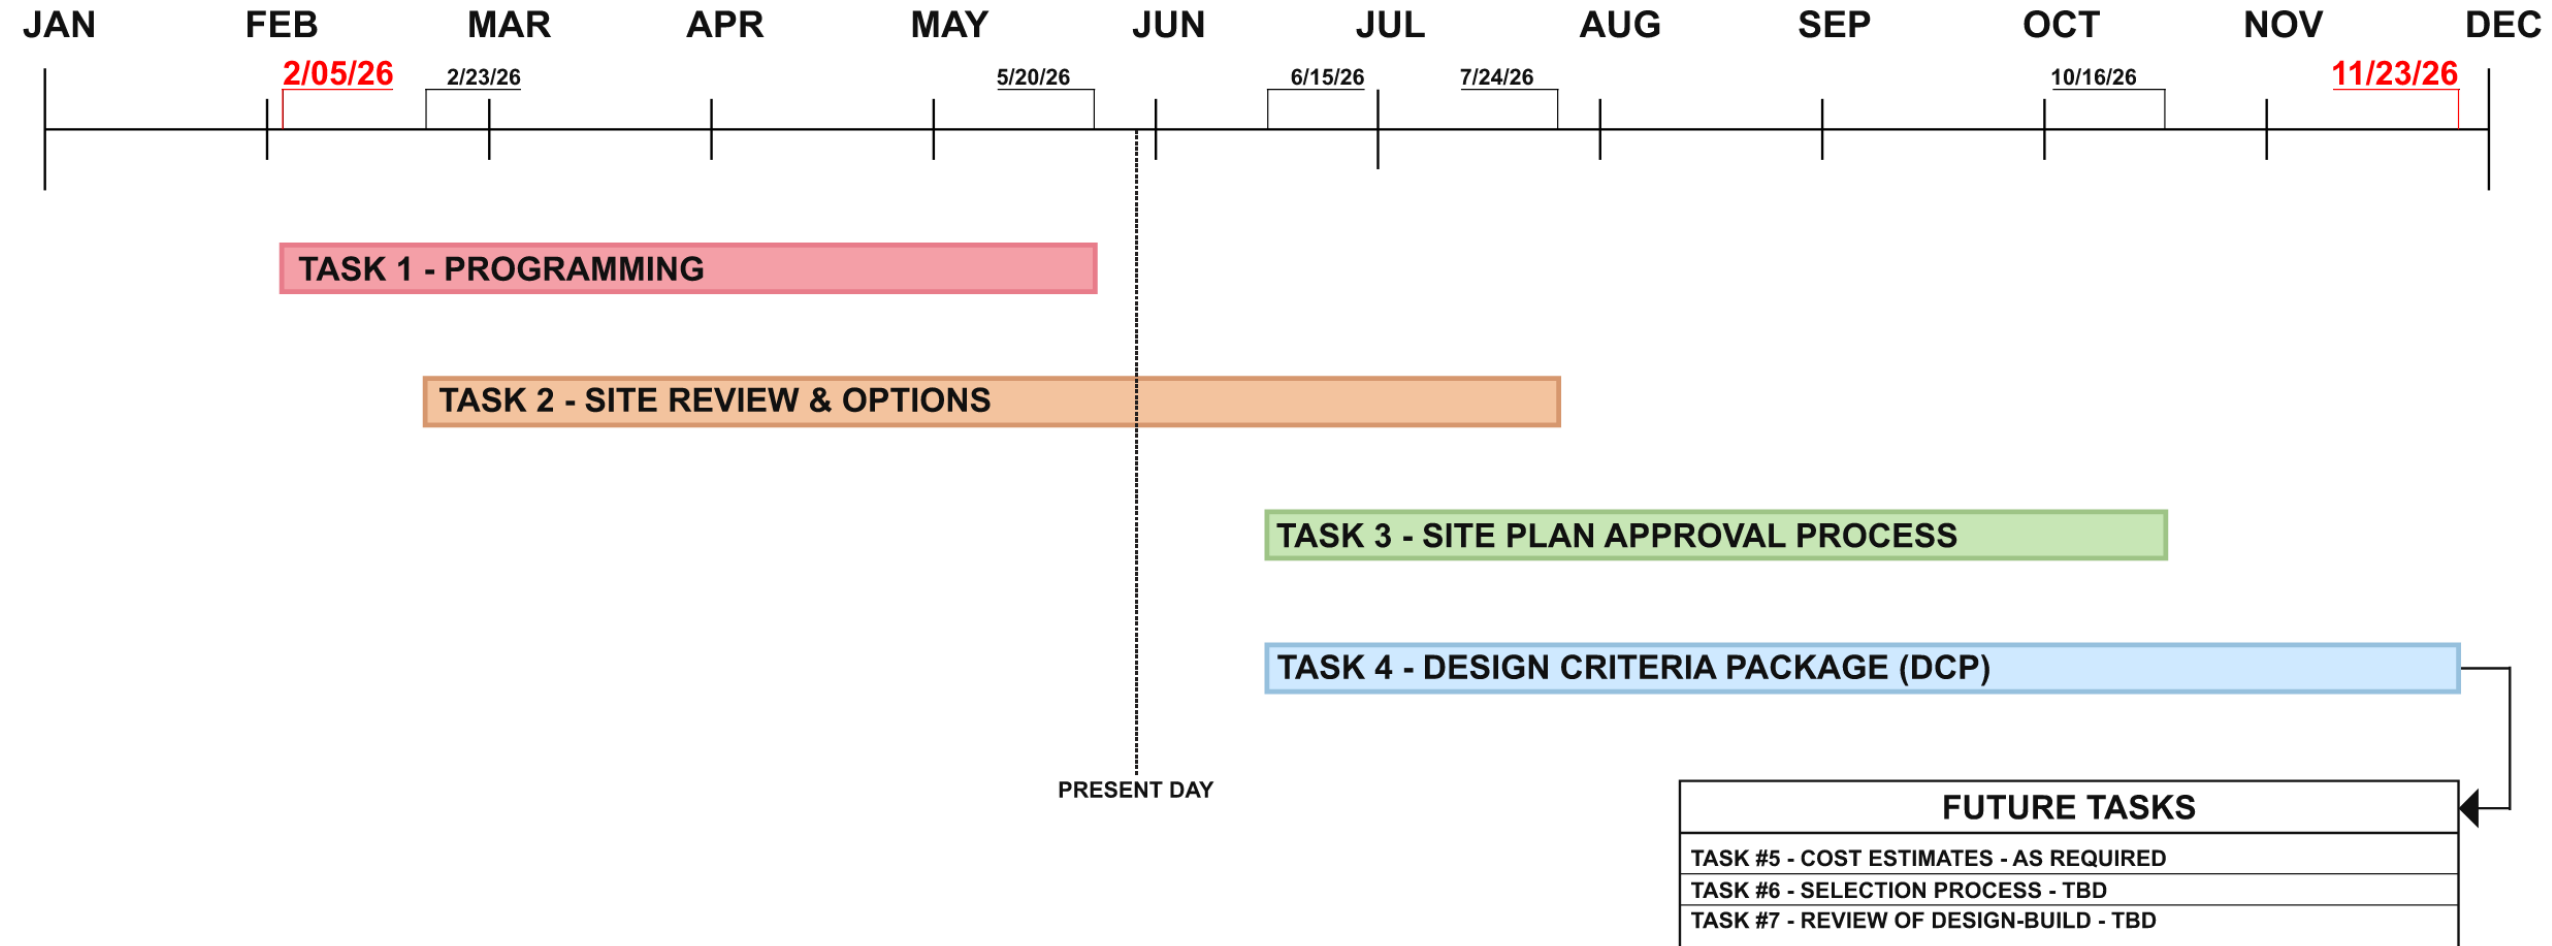 JAN FEB MAR APR MAY JUN JUL AUG SEP OCT NOV DEC
2/05/26 2/23/26 5/20/26 6/15/26 7/24/26 10/16/26 11/23/26
TASK 1 - PROGRAMMING
TASK 2 - SITE REVIEW & OPTIONS
TASK 3 - SITE PLAN APPROVAL PROCESS
TASK 4 - DESIGN CRITERIA PACKAGE (DCP)
PRESENT DAY
FUTURE TASKS
TASK #5 - COST ESTIMATES - AS REQUIRED
TASK #6 - SELECTION PROCESS - TBD
TASK #7 - REVIEW OF DESIGN-BUILD - TBD